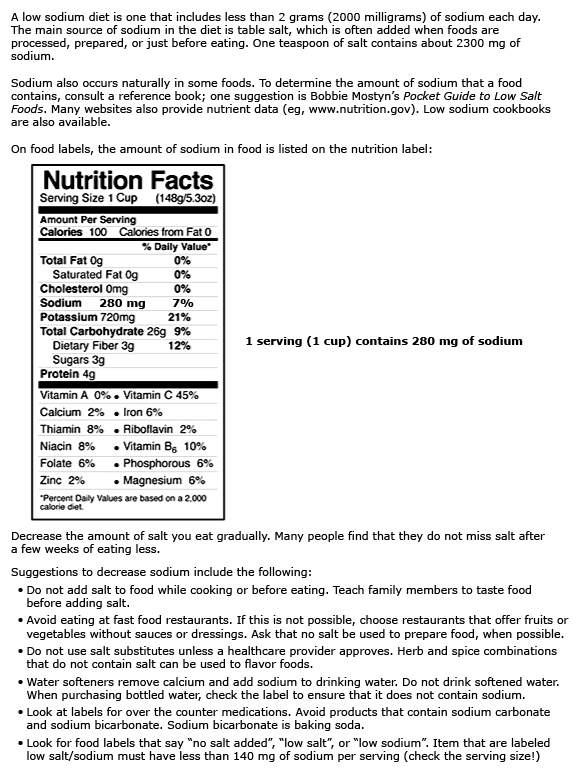 A low sodium diet is one that includes less than 2 grams (2000 milligrams) of sodium each day.
The main source of sodium in the diet is table salt, which is often added when foods are
processed, prepared, or just before eating. One teaspoon of salt contains about 2300 mg of
sodium.
Sodium also occurs naturally in some foods. To determine the amount of sodium that a food
contains, consult a reference book; one suggestion is Bobbie Mostyn's Pocket Guide to Low Salt
Foods. Many websites also provide nutrient data (eg, www.nutrition.gov). Low sodium cookbooks
are also available.
On food labels, the amount of sodium in food is listed on the nutrition label:
Nutrition Facts
Serving Size 1 Cup (148g/5.3oz)
Amount Per Serving
Calories 100 Calories from Fat 0
% Daily Value*
Total Fat 0g 0%
Saturated Fat 0g 0%
Cholesterol 0mg 0%
Sodium 280 mg 7%
Potassium 720mg 21%
Total Carbohydrate 26g 9%
Dietary Fiber 3g 12%
Sugars 3g
Protein 4g
Vitamin A 0% • Vitamin C 45%
Calcium 2% • Iron 6%
Thiamin 8% • Riboflavin 2%
Niacin 8% • Vitamin B6 10%
Folate 6% • Phosphorous 6%
Zinc 2% • Magnesium 6%
*Percent Daily Values are based on a 2,000
calorie diet.
1 serving (1 cup) contains 280 mg of sodium
Decrease the amount of salt you eat gradually. Many people find that they do not miss salt after
a few weeks of eating less.
Suggestions to decrease sodium include the following:
• Do not add salt to food while cooking or before eating. Teach family members to taste food
before adding salt.
• Avoid eating at fast food restaurants. If this is not possible, choose restaurants that offer fruits or
vegetables without sauces or dressings. Ask that no salt be used to prepare food, when possible.
• Do not use salt substitutes unless a healthcare provider approves. Herb and spice combinations
that do not contain salt can be used to flavor foods.
• Water softeners remove calcium and add sodium to drinking water. Do not drink softened water.
When purchasing bottled water, check the label to ensure that it does not contain sodium.
• Look at labels for over the counter medications. Avoid products that contain sodium carbonate
and sodium bicarbonate. Sodium bicarbonate is baking soda.
• Look for food labels that say "no salt added", "low salt", or "low sodium". Item that are labeled
low salt/sodium must have less than 140 mg of sodium per serving (check the serving size!)